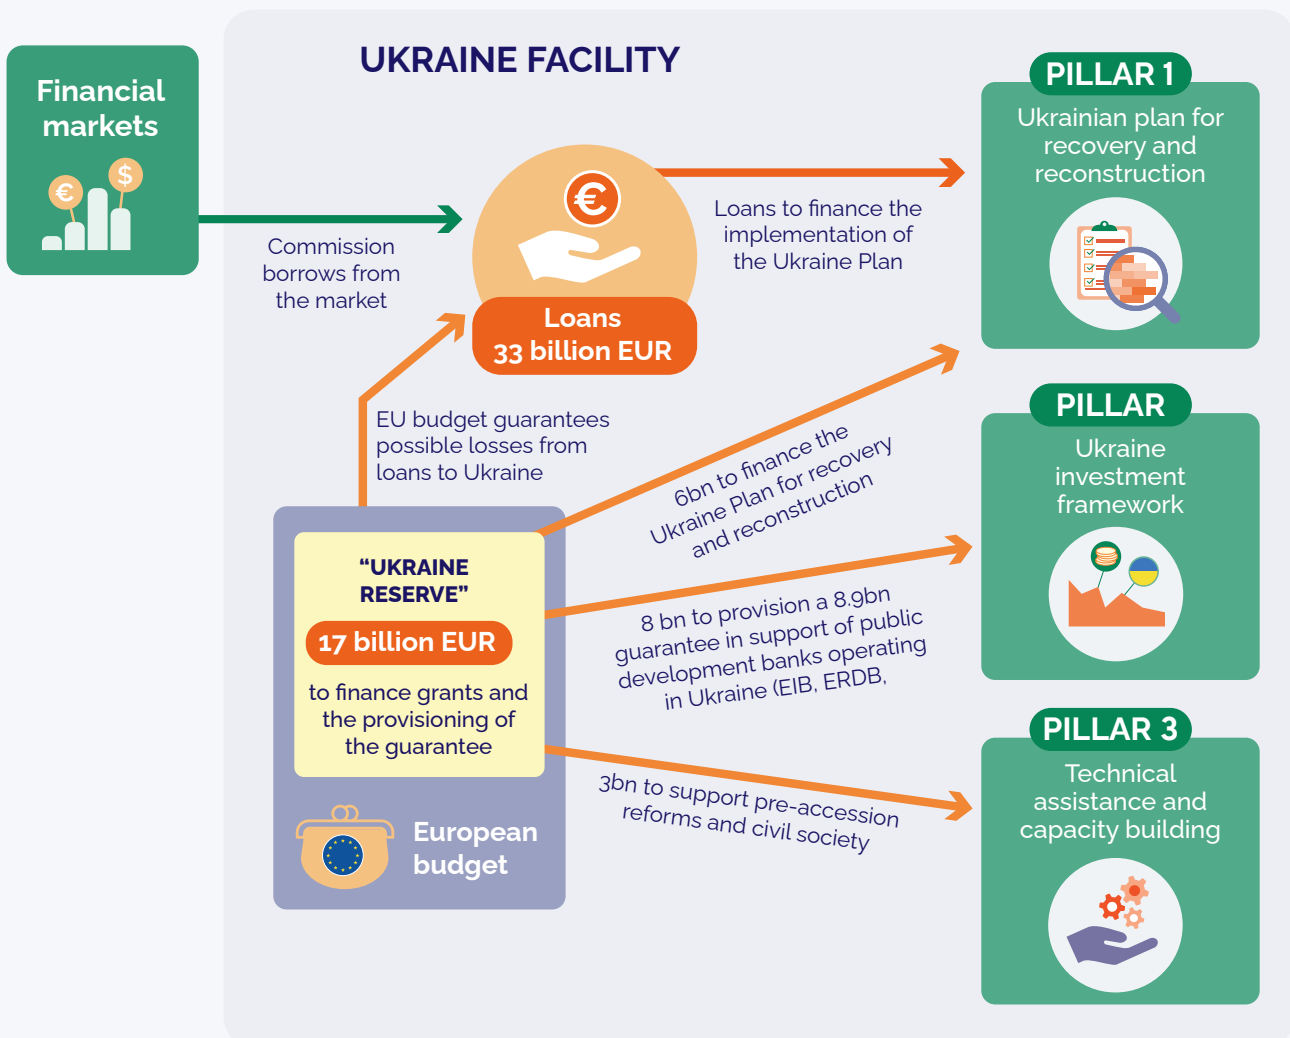 UKRAINE FACILITY
Financial
markets
€
$
Commission
borrows from
the market
€
Loans
33 billion EUR
Loans to finance the
implementation of
the Ukraine Plan
PILLAR 1
Ukrainian plan for
recovery and
reconstruction
EU budget guarantees
possible losses from
loans to Ukraine
6bn to finance the
Ukraine Plan for recovery
and reconstruction
PILLAR
Ukraine
investment
framework
“UKRAINE
RESERVE”
17 billion EUR
to finance grants and
the provisioning of
the guarantee
8 bn to provision a 8.9bn
guarantee in support of public
development banks operating
in Ukraine (EIB, ERDB,
3bn to support pre-accession
reforms and civil society
PILLAR 3
Technical
assistance and
capacity building
European
budget